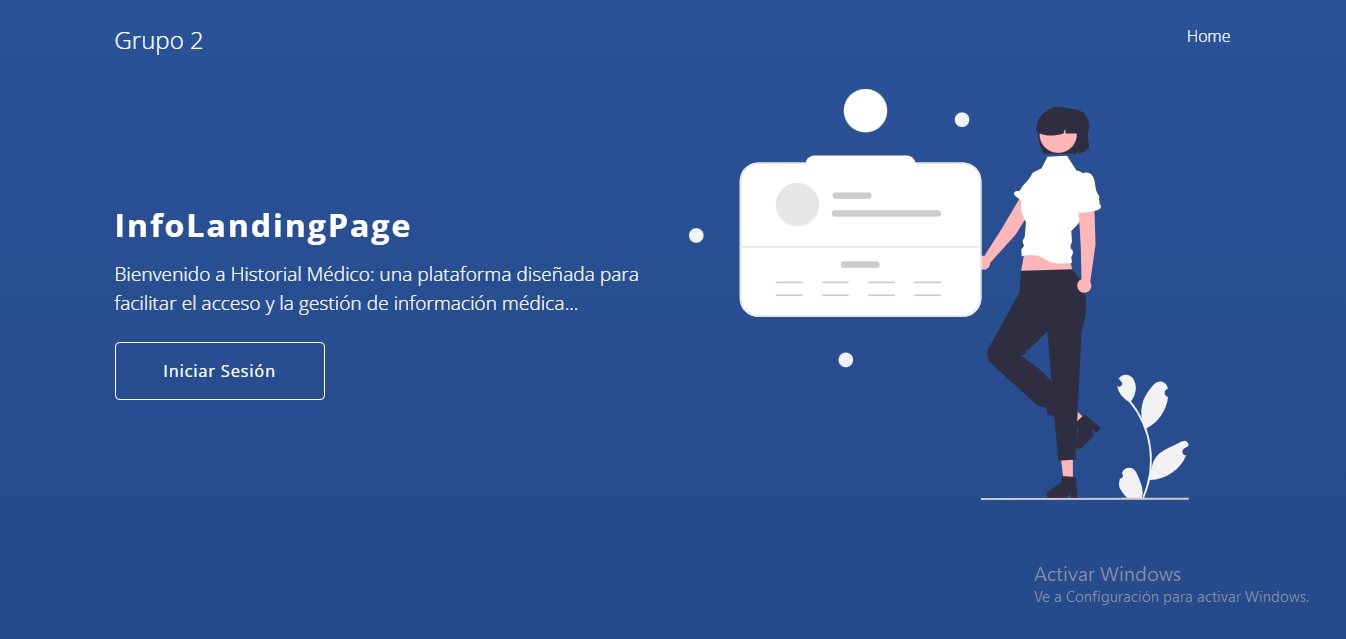 Grupo 2
Home
InfoLandingPage
Bienvenido a Historial Médico: una plataforma diseñada para
facilitar el acceso y la gestión de información médica...
Iniciar Sesión
Activar Windows
Ve a Configuración para activar Windows.